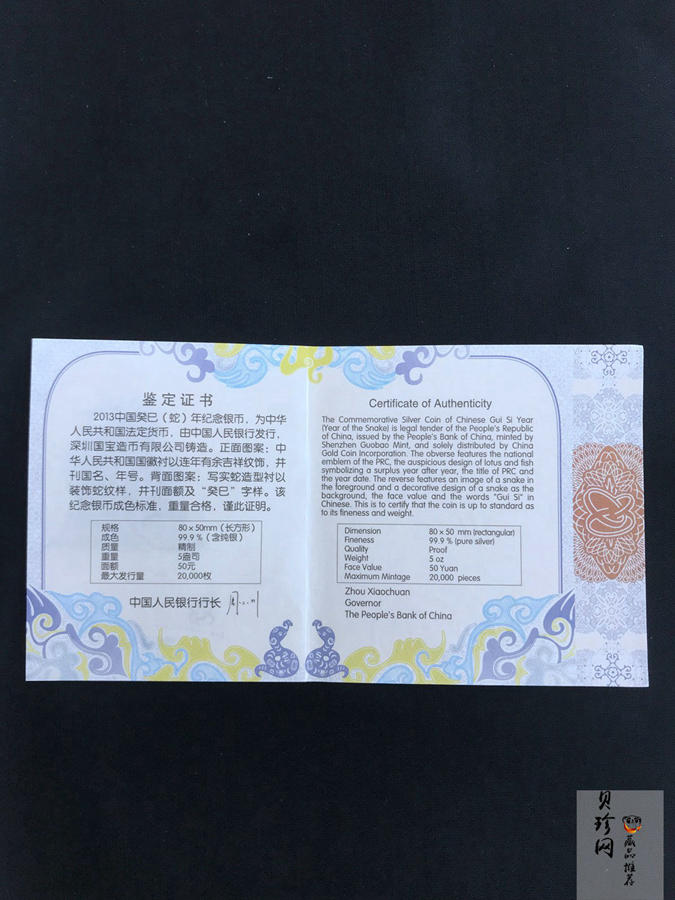 鉴定证书
2013中国癸巳（蛇）年纪念银币，为中华
人民共和国法定货币，由中国人民银行发行，
深圳国宝造币有限公司铸造。正面图案：中
华人民共和国国徽衬以连年有余吉祥纹饰，并
刊国名、年号。背面图案：写实蛇造型衬以
装饰蛇纹样，并刊面额及“癸巳”字样。该
纪念银币成色标准，重量合格，谨此证明。
规格 80×50mm（长方形）
成色 99.9%（含纯银）
质量 精制
重量 5盎司
面额 50元
最大发行量 20,000枚
中国人民银行行长
Certificate of Authenticity
The Commemorative Silver Coin of Chinese Gui Si Year
(Year of the Snake) is legal tender of the People's Republic
of China, issued by the People's Bank of China, minted by
Shenzhen Guobao Mint, and solely distributed by China
Gold Coin Incorporation. The obverse features the national
emblem of the PRC, the auspicious design of lotus and fish
symbolizing a surplus year after year, the title of PRC and
the year date. The reverse features an image of a snake in
the foreground and a decorative design of a snake as the
background, the face value and the words "Gui Si" in
Chinese. This is to certify that the coin is up to standard as
to its fineness and weight.
Dimension 80×50 mm (rectangular)
Fineness 99.9 % (pure silver)
Quality Proof
Weight 5 oz
Face Value 50 Yuan
Maximum Mintage 20,000 pieces
Zhou Xiaochuan
Governor
The People's Bank of China
贝珍网
藏品推荐